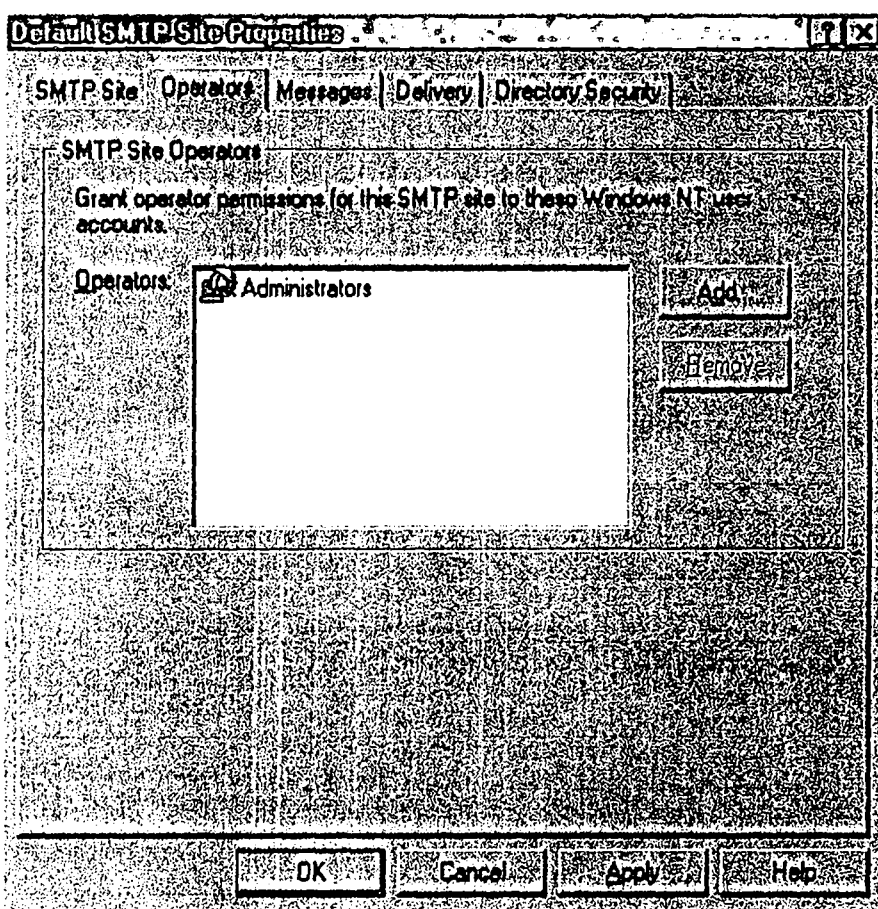 Default SMTP Site Properties
SMTP Site Operators Messages Delivery Directory Security
SMTP Site Operators
Grant operator permissions for this SMTP site to these Windows NT user
accounts.
Operators:
Administrators
Add...
Remove
OK Cancel Apply Help